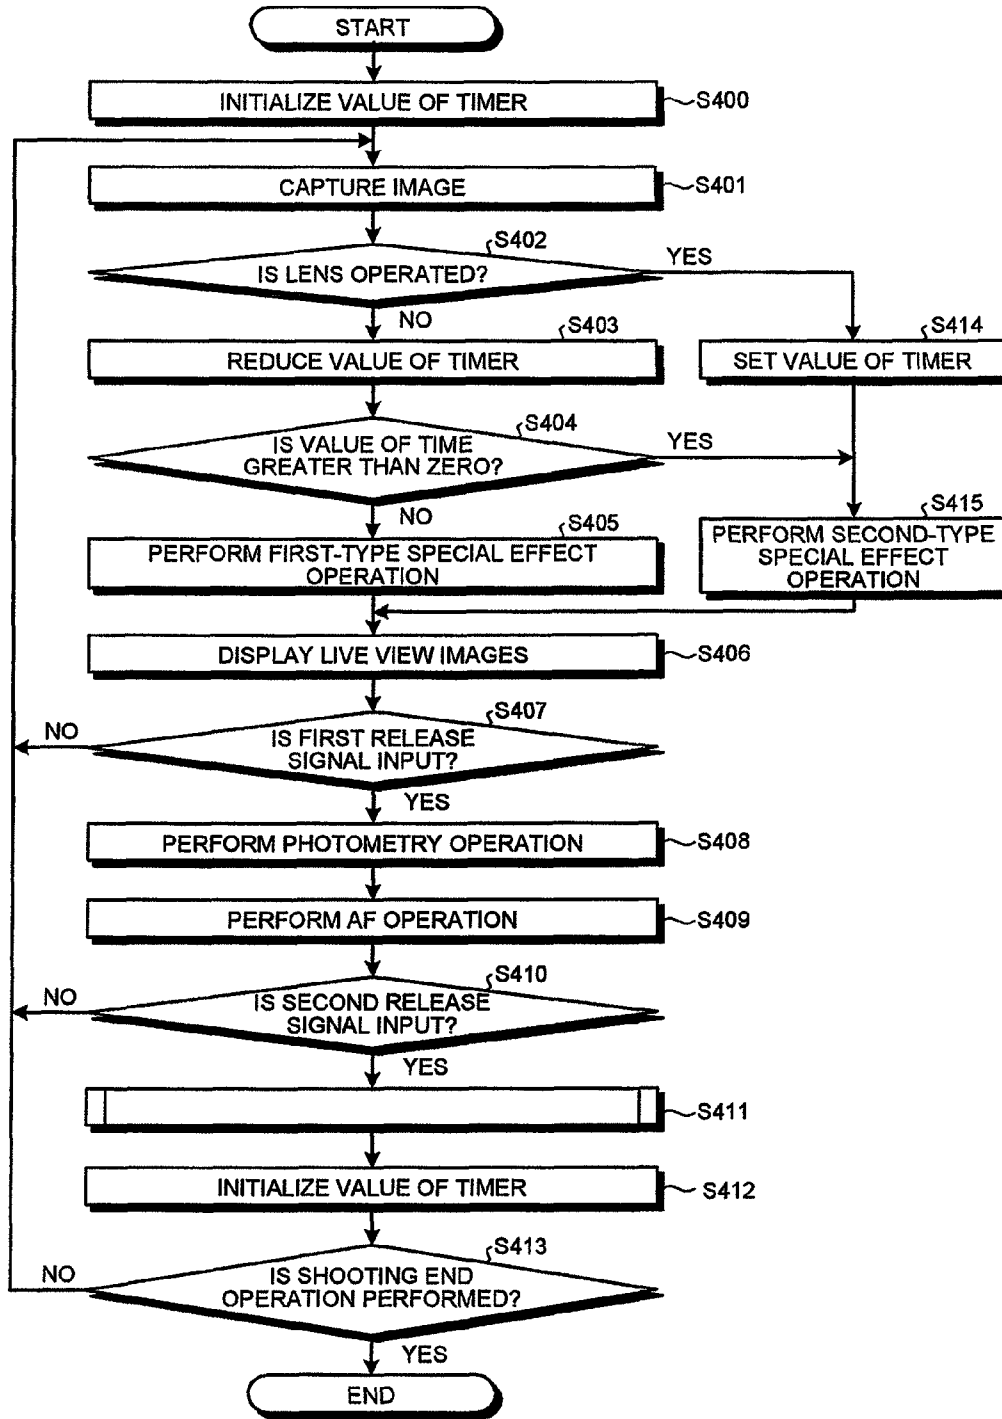 START
INITIALIZE VALUE OF TIMER
S400
CAPTURE IMAGE
S401
S402
IS LENS OPERATED?
YES
NO
S403
REDUCE VALUE OF TIMER
S414
SET VALUE OF TIMER
S404
IS VALUE OF TIME
GREATER THAN ZERO?
YES
NO
S405
PERFORM FIRST-TYPE SPECIAL EFFECT
OPERATION
S415
PERFORM SECOND-TYPE
SPECIAL EFFECT
OPERATION
DISPLAY LIVE VIEW IMAGES
S406
S407
IS FIRST RELEASE
SIGNAL INPUT?
NO
YES
PERFORM PHOTOMETRY OPERATION
S408
PERFORM AF OPERATION
S409
S410
IS SECOND RELEASE
SIGNAL INPUT?
NO
YES
S411
INITIALIZE VALUE OF TIMER
S412
S413
IS SHOOTING END
OPERATION PERFORMED?
NO
YES
END